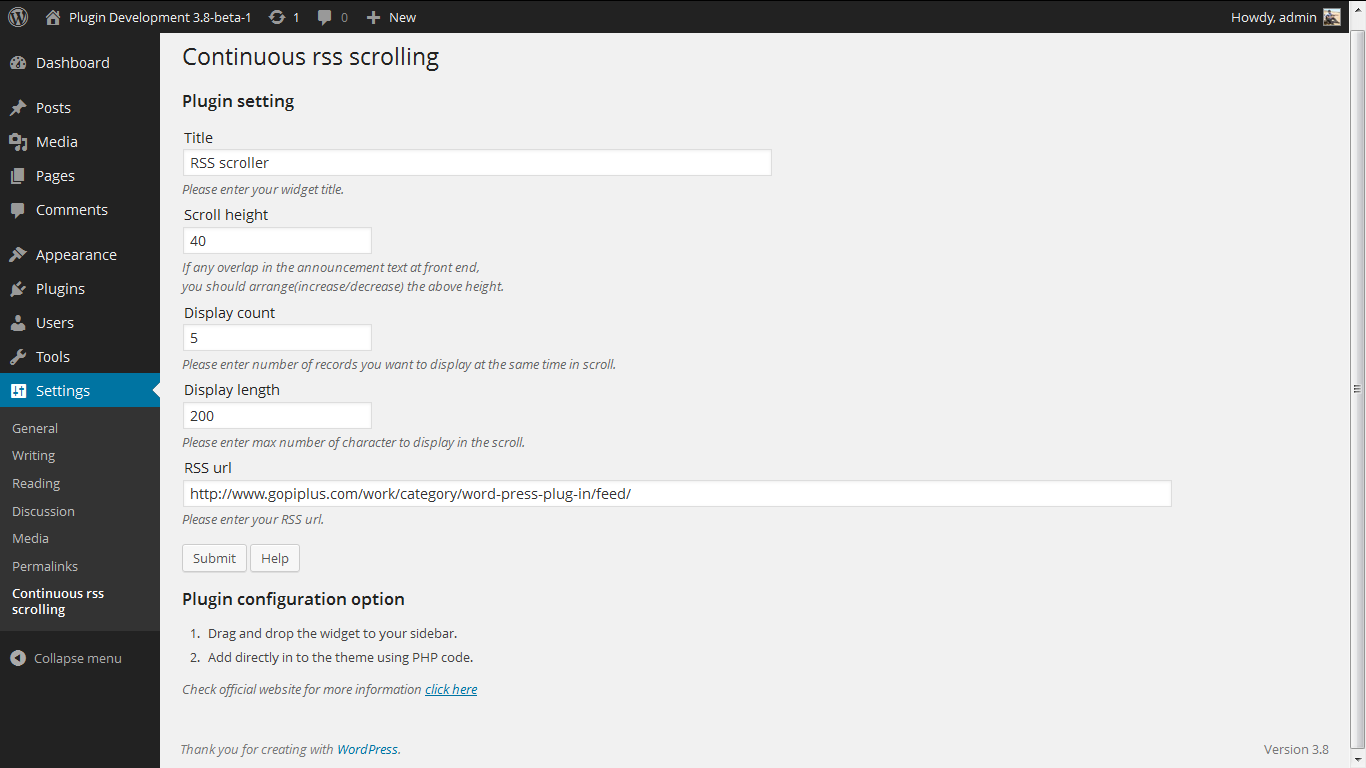 Plugin Development 3.8-beta-1 1 0 New Howdy, admin
Dashboard
Posts
Media
Pages
Comments
Appearance
Plugins
Users
Tools
Settings
General
Writing
Reading
Discussion
Media
Permalinks
Continuous rss
scrolling
Collapse menu
Continuous rss scrolling
Plugin setting
Title
RSS scroller
Please enter your widget title.
Scroll height
40
If any overlap in the announcement text at front end,
you should arrange(increase/decrease) the above height.
Display count
5
Please enter number of records you want to display at the same time in scroll.
Display length
200
Please enter max number of character to display in the scroll.
RSS url
http://www.gopiplus.com/work/category/word-press-plug-in/feed/
Please enter your RSS url.
Submit Help
Plugin configuration option
1. Drag and drop the widget to your sidebar.
2. Add directly in to the theme using PHP code.
Check official website for more information click here
Thank you for creating with WordPress. Version 3.8